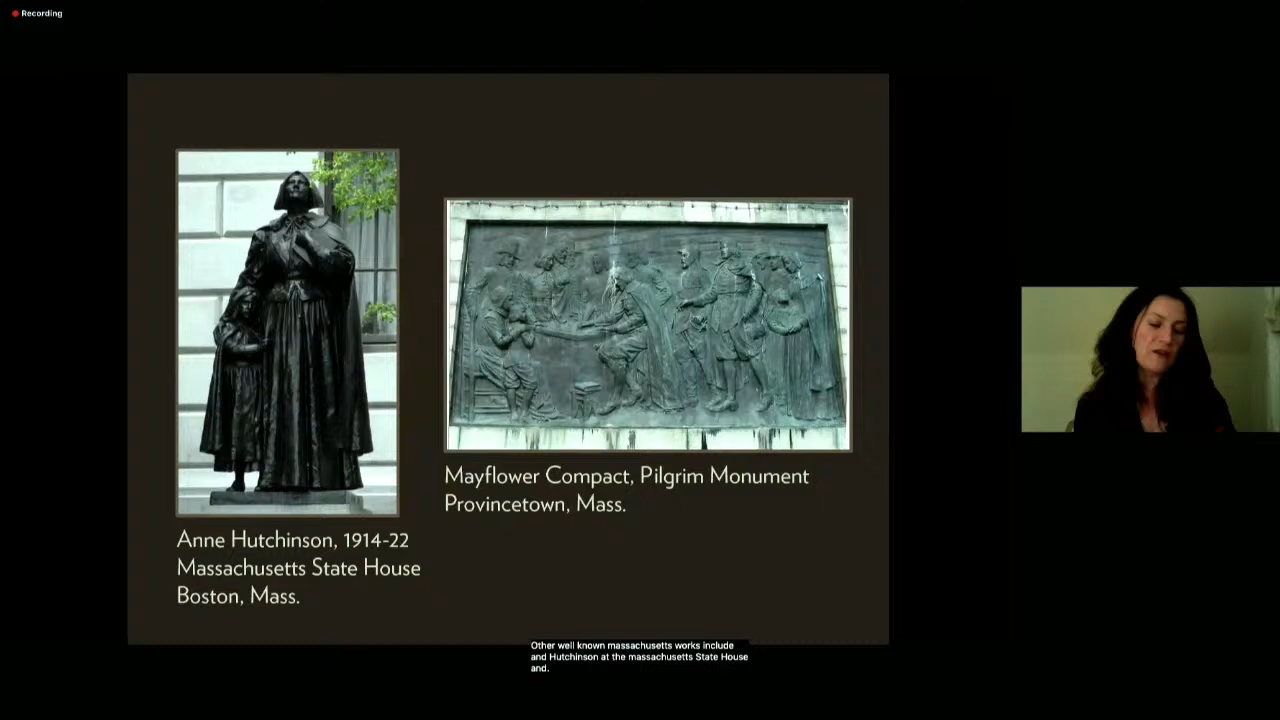 Recording
Anne Hutchinson, 1914-22
Massachusetts State House
Boston, Mass.
Mayflower Compact, Pilgrim Monument
Provincetown, Mass.
Other well known massachusetts works include
and Hutchinson at the massachusetts State House
and.